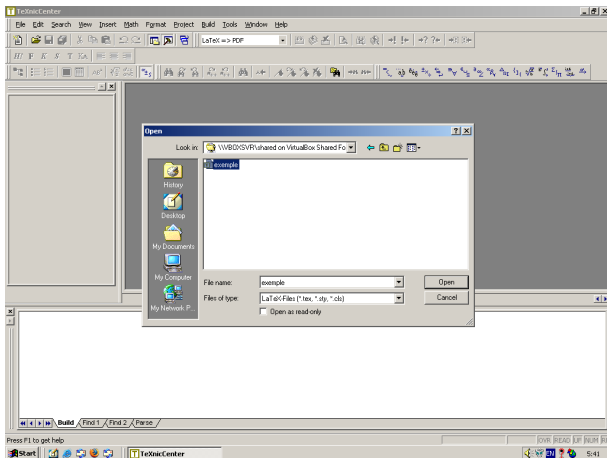 TeXnicCenter
File Edit Search View Insert Math Format Project Build Tools Window Help
LaTeX => PDF
Open
Look in: \\VBOXSVR\shared on VirtualBox Shared Fo
exemple
History
Desktop
My Documents
My Computer
My Network P...
File name: exemple Open
Files of type: LaTeX-Files (*.tex, *.sty, *.cls) Cancel
Open as read-only
Build Find 1 Find 2 Parse
Press F1 to get help OVR READ UF NUM
Start TeXnicCenter EN 5:41